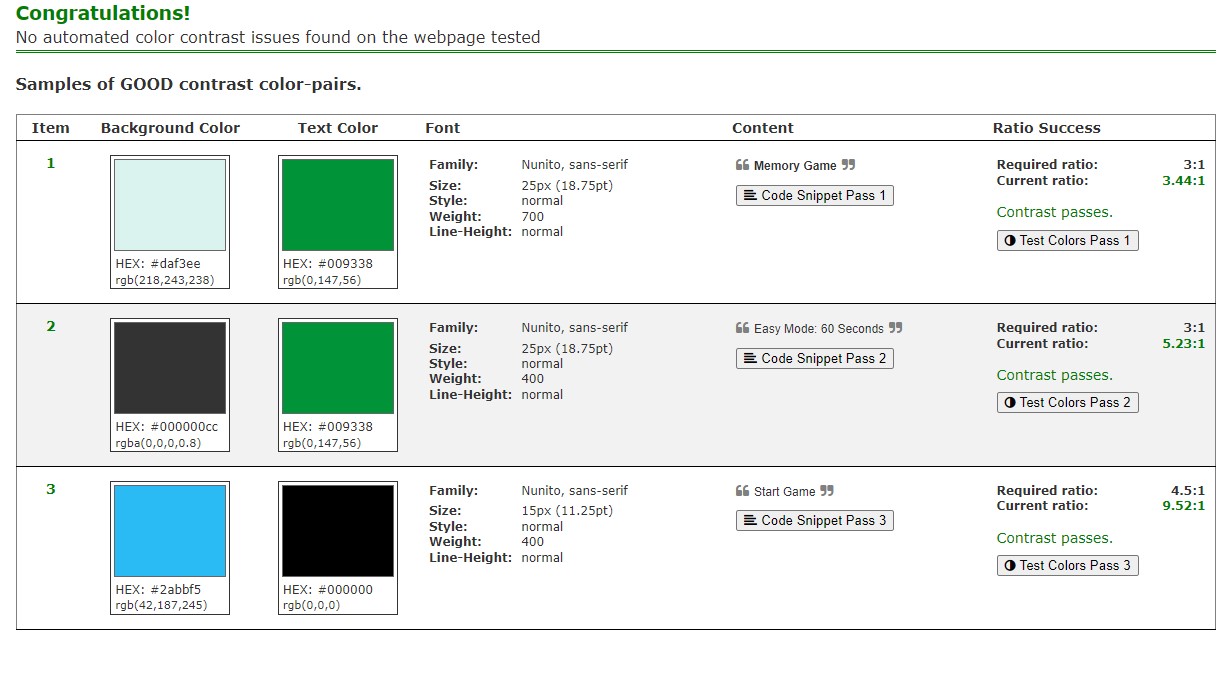 Congratulations!
No automated color contrast issues found on the webpage tested
Samples of GOOD contrast color-pairs.
Item Background Color Text Color Font Content Ratio Success
1
HEX: #daf3ee
rgb(218,243,238)
HEX: #009338
rgb(0,147,56)
Family: Nunito, sans-serif
Size: 25px (18.75pt)
Style: normal
Weight: 700
Line-Height: normal
❝ Memory Game ❞
Code Snippet Pass 1
Required ratio: 3:1
Current ratio: 3.44:1
Contrast passes.
Test Colors Pass 1
2
HEX: #000000cc
rgba(0,0,0,0.8)
HEX: #009338
rgb(0,147,56)
Family: Nunito, sans-serif
Size: 25px (18.75pt)
Style: normal
Weight: 400
Line-Height: normal
❝ Easy Mode: 60 Seconds ❞
Code Snippet Pass 2
Required ratio: 3:1
Current ratio: 5.23:1
Contrast passes.
Test Colors Pass 2
3
HEX: #2abbf5
rgb(42,187,245)
HEX: #000000
rgb(0,0,0)
Family: Nunito, sans-serif
Size: 15px (11.25pt)
Style: normal
Weight: 400
Line-Height: normal
❝ Start Game ❞
Code Snippet Pass 3
Required ratio: 4.5:1
Current ratio: 9.52:1
Contrast passes.
Test Colors Pass 3